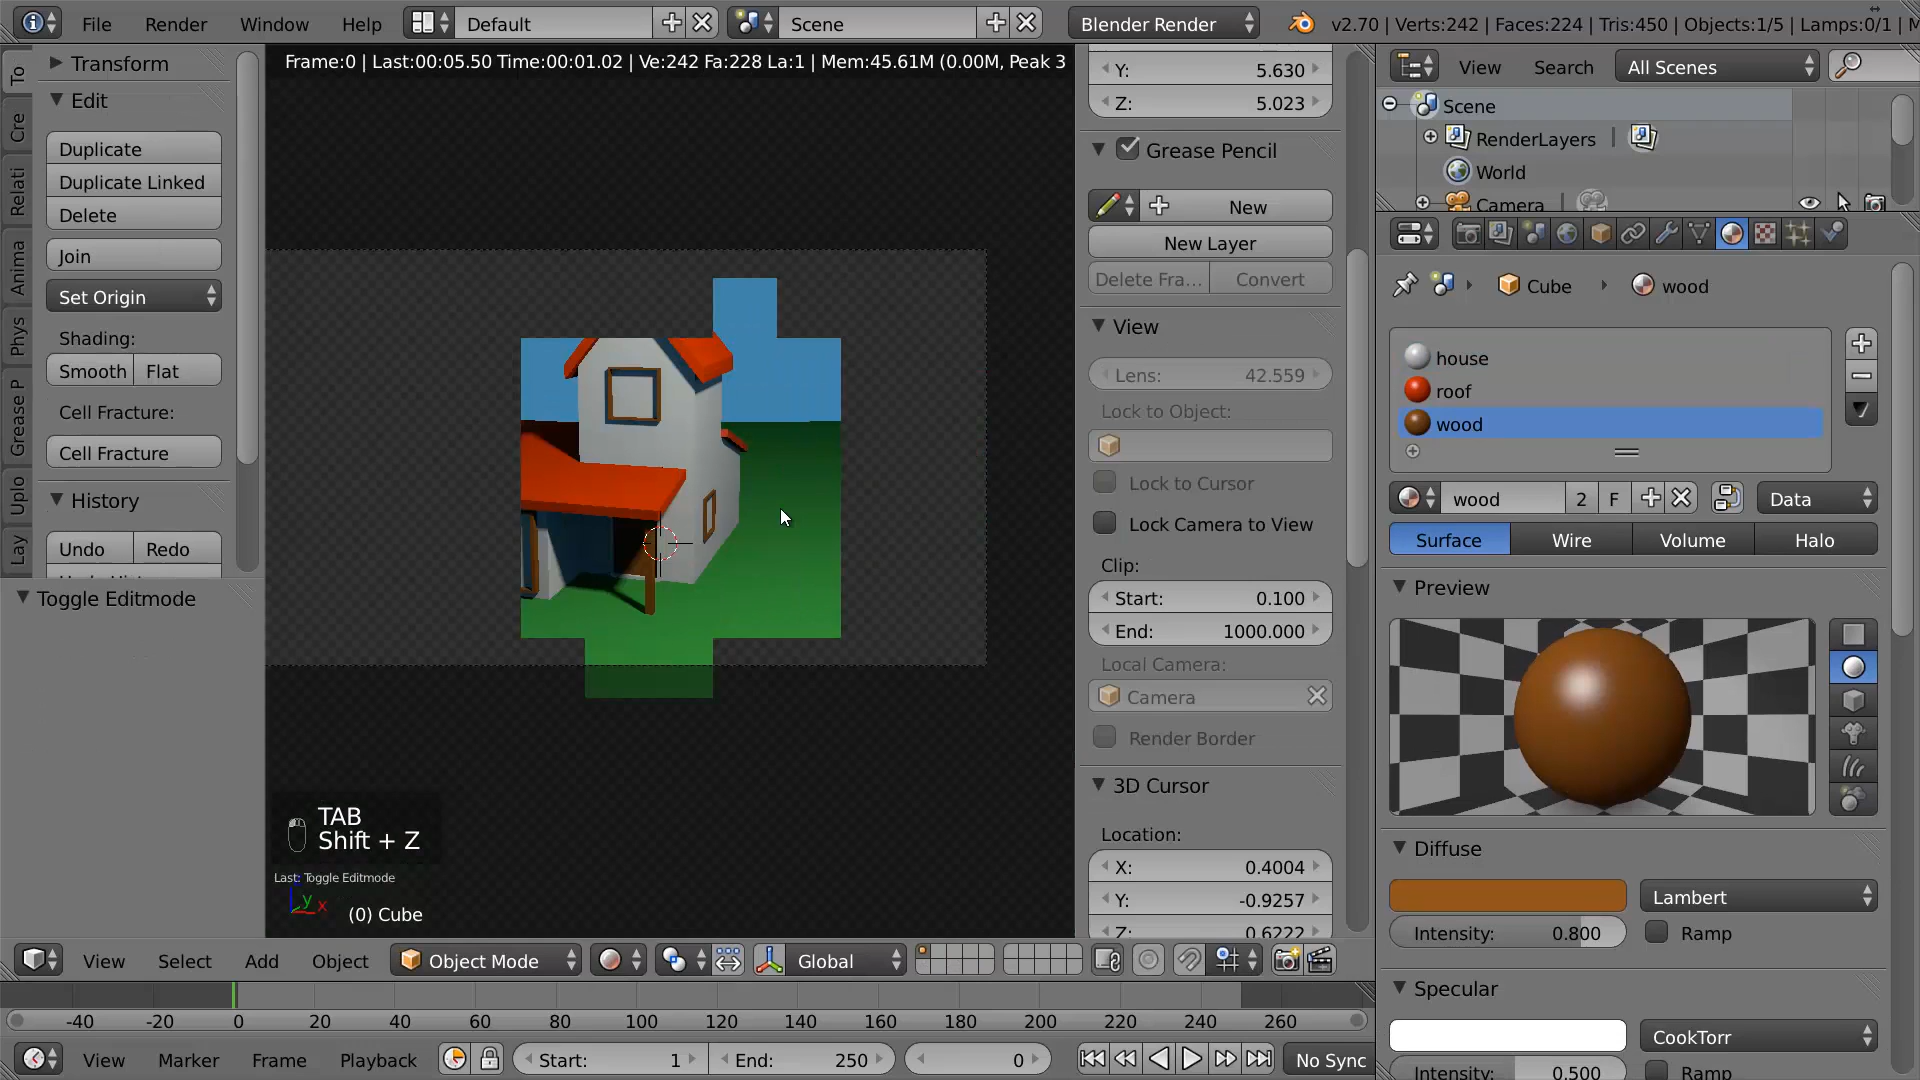 File Render Window Help Default Scene Blender Render v2.70 | Verts:242 | Faces:224 | Tris:450 | Objects:1/5 | Lamps:0/1 |
To
Cre
Relati
Anima
Phys
Grease P
Uplo
Lay
Transform
Edit
Duplicate
Duplicate Linked
Delete
Join
Set Origin
Shading:
Smooth Flat
Cell Fracture:
Cell Fracture
History
Undo Redo
Toggle Editmode
Frame:0 | Last:00:05.50 Time:00:01.02 | Ve:242 Fa:228 La:1 | Mem:45.61M (0.00M, Peak 3
TAB
Shift + Z
Last: Toggle Editmode
y x
(0) Cube
Y: 5.630
Z: 5.023
Grease Pencil
New
New Layer
Delete Fra... Convert
View
Lens: 42.559
Lock to Object:
Lock to Cursor
Lock Camera to View
Clip:
Start: 0.100
End: 1000.000
Local Camera:
Camera
Render Border
3D Cursor
Location:
X: 0.4004
Y: -0.9257
Z: 0.6222
View Search All Scenes
Scene
RenderLayers |
World
Camera
Cube wood
house
roof
wood
wood 2 F Data
Surface Wire Volume Halo
Preview
Diffuse
Lambert
Intensity: 0.800 Ramp
Specular
CookTorr
Intensity: 0.500 Ramp
View Select Add Object Object Mode Global
-40 -20 0 20 40 60 80 100 120 140 160 180 200 220 240 260
View Marker Frame Playback Start: 1 End: 250 0 No Sync